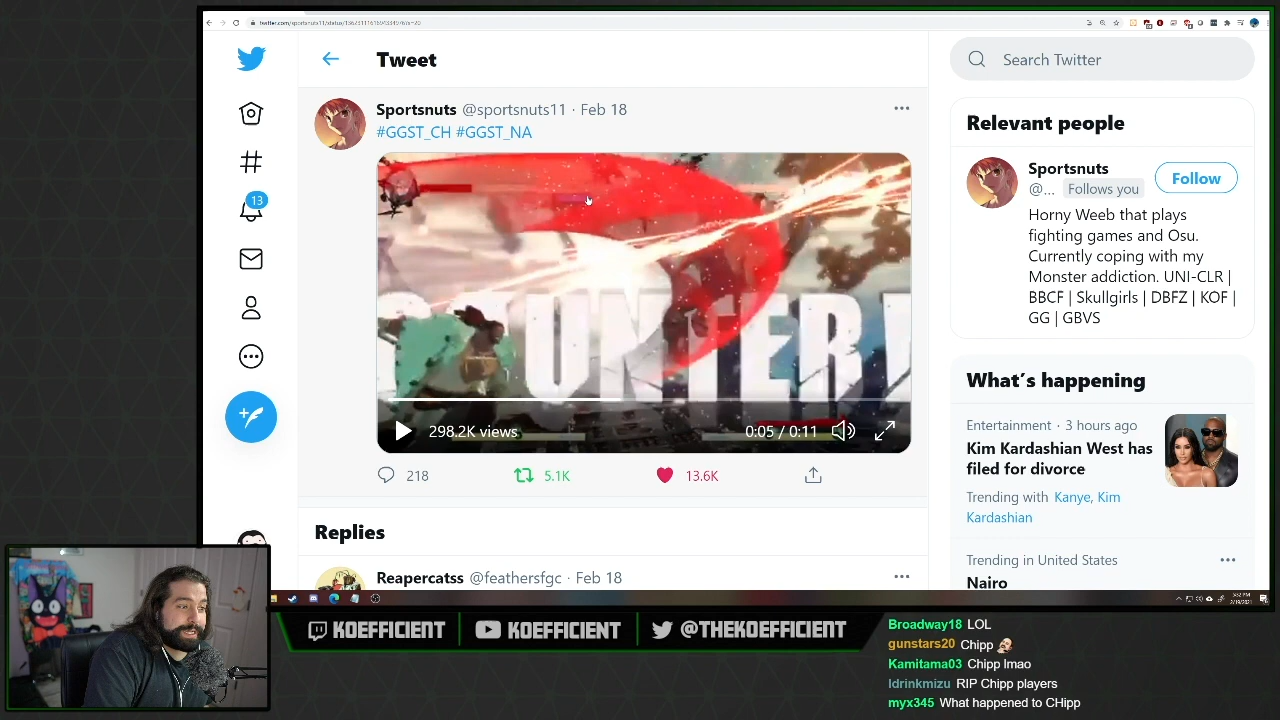 Tweet
Search Twitter
Sportsnuts @sportsnuts11 · Feb 18
#GGST_CH #GGST_NA
COUNTER
298.2K views
0:05 / 0:11
218
5.1K
13.6K
Replies
Reapercatss @feathersfgc · Feb 18
13
Relevant people
Sportsnuts
@... Follows you
Follow
Horny Weeb that plays
fighting games and Osu.
Currently coping with my
Monster addiction. UNI-CLR |
BBCF | Skullgirls | DBFZ | KOF |
GG | GBVS
What's happening
Entertainment · 3 hours ago
Kim Kardashian West has
filed for divorce
Trending with Kanye, Kim
Kardashian
Trending in United States
Nairo
KOEFFICIENT
KOEFFICIENT
@THEKOEFFICIENT
Broadway18 LOL
gunstars20 Chipp
Kamitama03 Chipp lmao
Idrinkmizu RIP Chipp players
myx345 What happened to CHipp